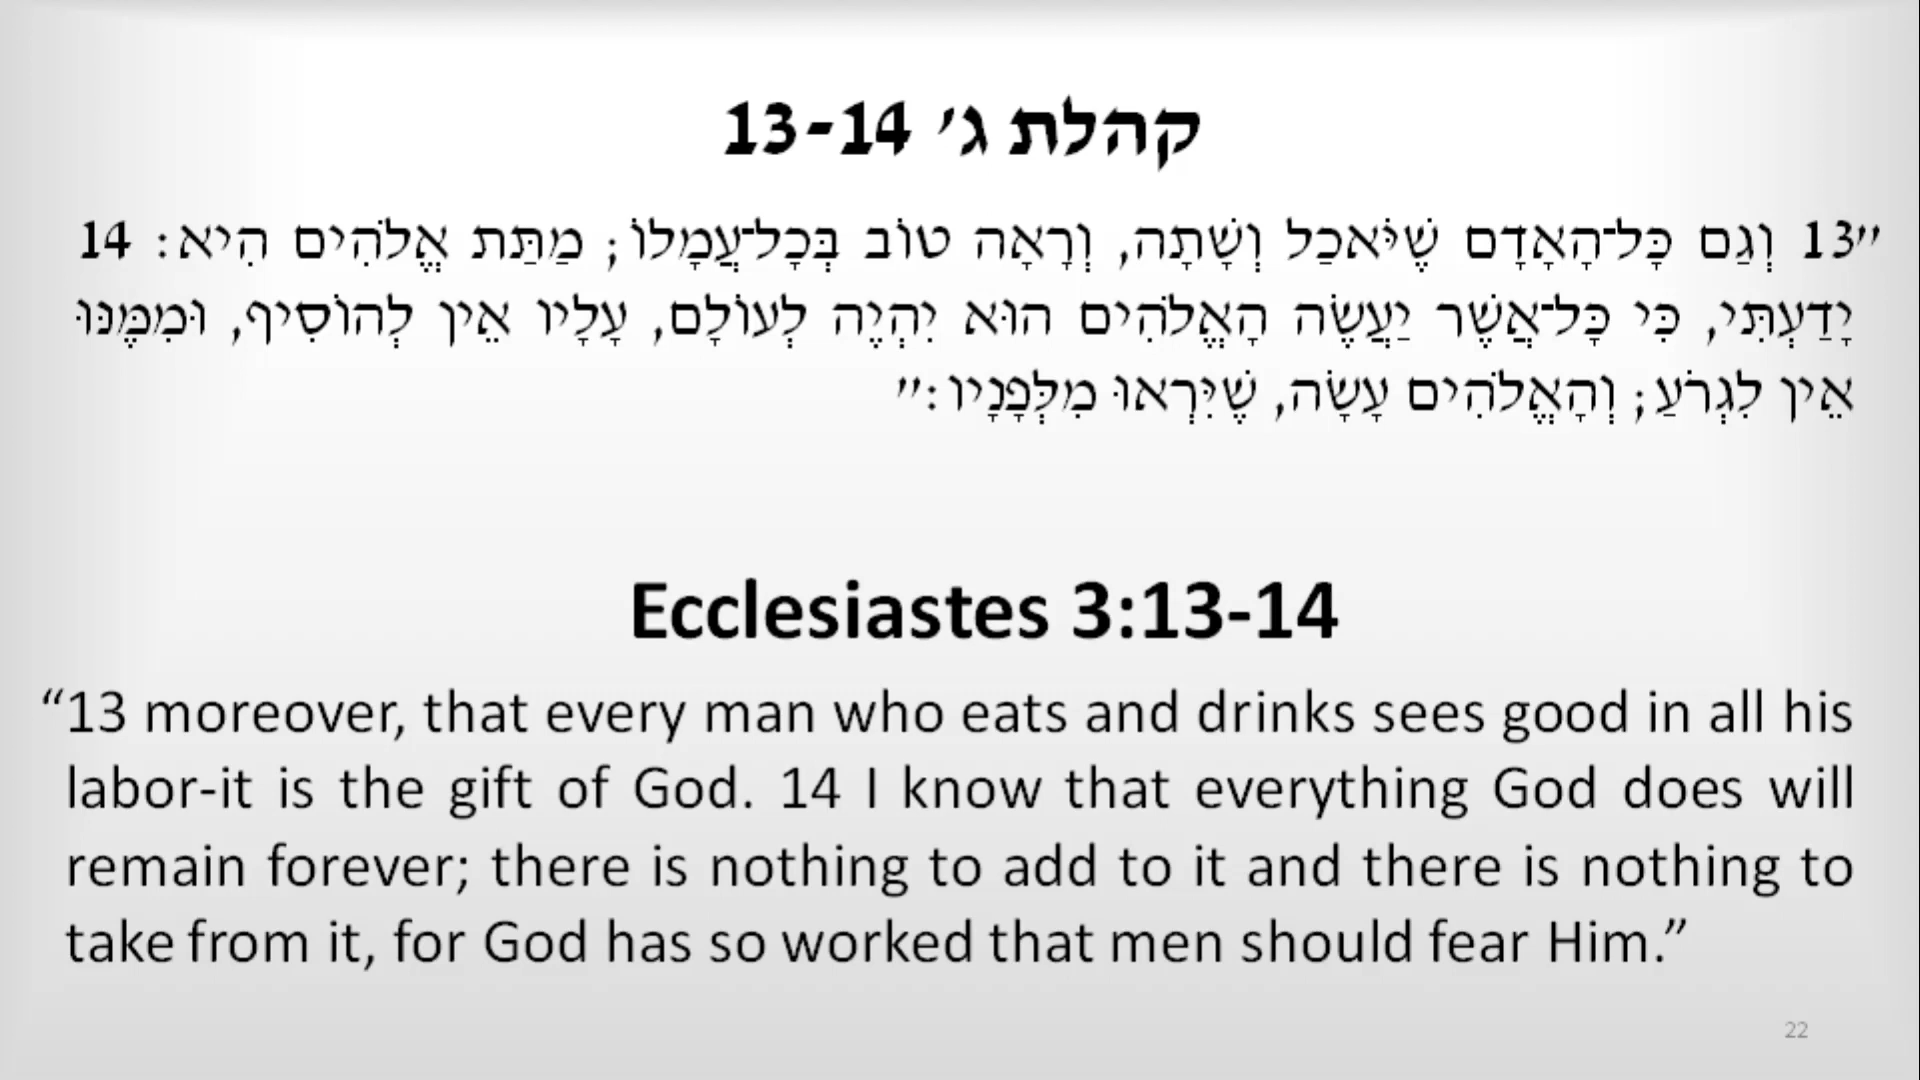 קהלת ג׳ 13-14
״13 וְגַם כׇּל־הָאָדָם שֶׁיֹּאכַל וְשָׁתָה, וְרָאָה טוֹב בְּכׇל־עֲמָלוֹ; מַתַּת אֱלֹהִים הִיא: 14
יָדַעְתִּי, כִּי כׇּל־אֲשֶׁר יַעֲשֶׂה הָאֱלֹהִים הוּא יִהְיֶה לְעוֹלָם, עָלָיו אֵין לְהוֹסִיף, וּמִמֶּנּוּ
אֵין לִגְרֹעַ; וְהָאֱלֹהִים עָשָׂה, שֶׁיִּרְאוּ מִלְּפָנָיו:״
Ecclesiastes 3:13-14
“13 moreover, that every man who eats and drinks sees good in all his
labor-it is the gift of God. 14 I know that everything God does will
remain forever; there is nothing to add to it and there is nothing to
take from it, for God has so worked that men should fear Him.”
22